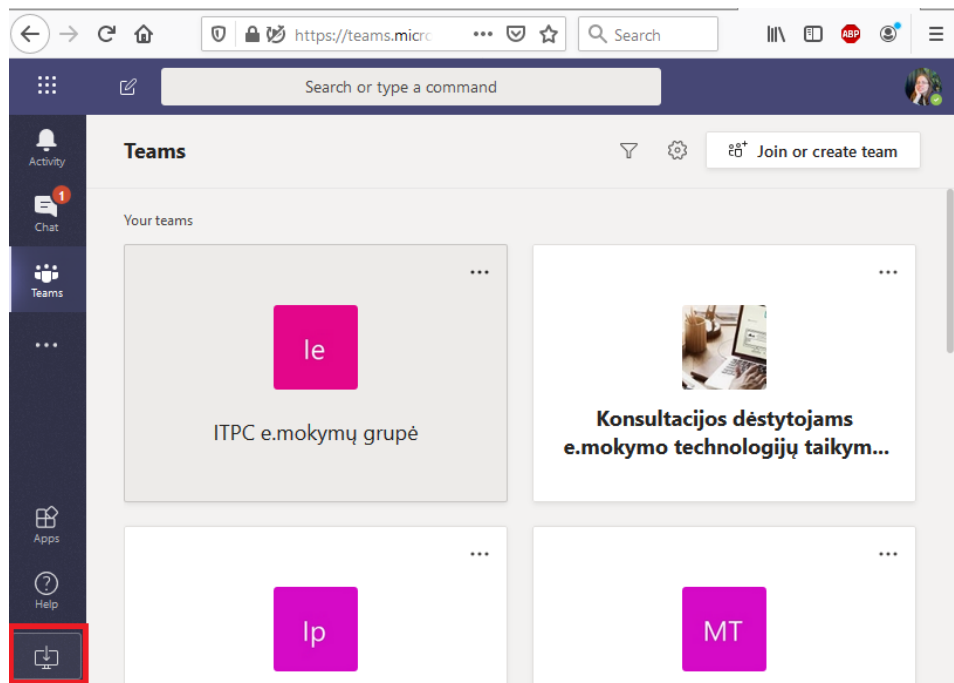 https://teams.micro
Search
ABP
Search or type a command
Activity
Teams
Join or create team
1
Chat
Your teams
Teams
Ie
ITPC e.mokymų grupė
Konsultacijos dėstytojams
e.mokymo technologijų taikym...
Apps
Help
Ip
MT